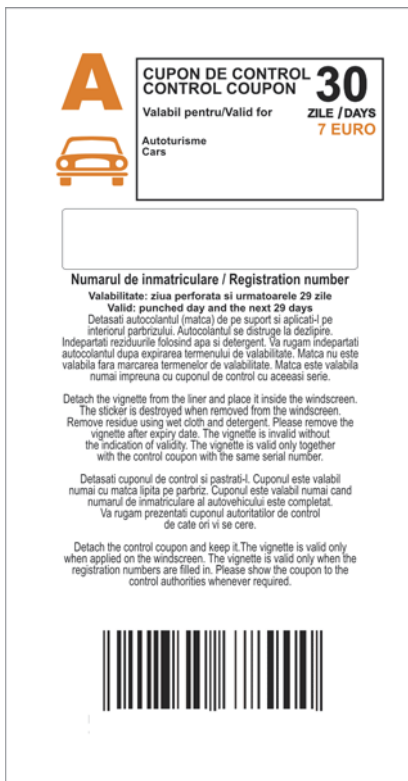 A
CUPON DE CONTROL 30
CONTROL COUPON
Valabil pentru/Valid for ZILE / DAYS
7 EURO
Autoturisme
Cars
Numarul de inmatriculare / Registration number
Valabilitate: ziua perforata si urmatoarele 29 zile
Valid: punched day and the next 29 days
Detasati autocolantul (matca) de pe suport si aplicati-l pe
interiorul parbrizului. Autocolantul se distruge la dezlipire.
Indepartati reziduurile folosind apa si detergent. Va rugam indepartati
autocolantul dupa expirarea termenului de valabilitate. Matca nu este
valabila fara marcarea termenelor de valabilitate. Matca este valabila
numai impreuna cu cuponul de control cu aceeasi serie.
Detach the vignette from the liner and place it inside the windscreen.
The sticker is destroyed when removed from the windscreen.
Remove residue using wet cloth and detergent. Please remove the
vignette after expiry date. The vignette is invalid without
the indication of validity. The vignette is valid only together
with the control coupon with the same serial number.
Detasati cuponul de control si pastrati-l. Cuponul este valabil
numai cu matca lipita pe parbriz. Cuponul este valabil numai cand
numarul de inmatriculare al autovehicului este completat.
Va rugam prezentati cuponul autoritatilor de control
de cate ori vi se cere.
Detach the control coupon and keep it.The vignette is valid only
when applied on the windscreen. The vignette is valid only when the
registration numbers are filled in. Please show the coupon to the
control authorities whenever required.